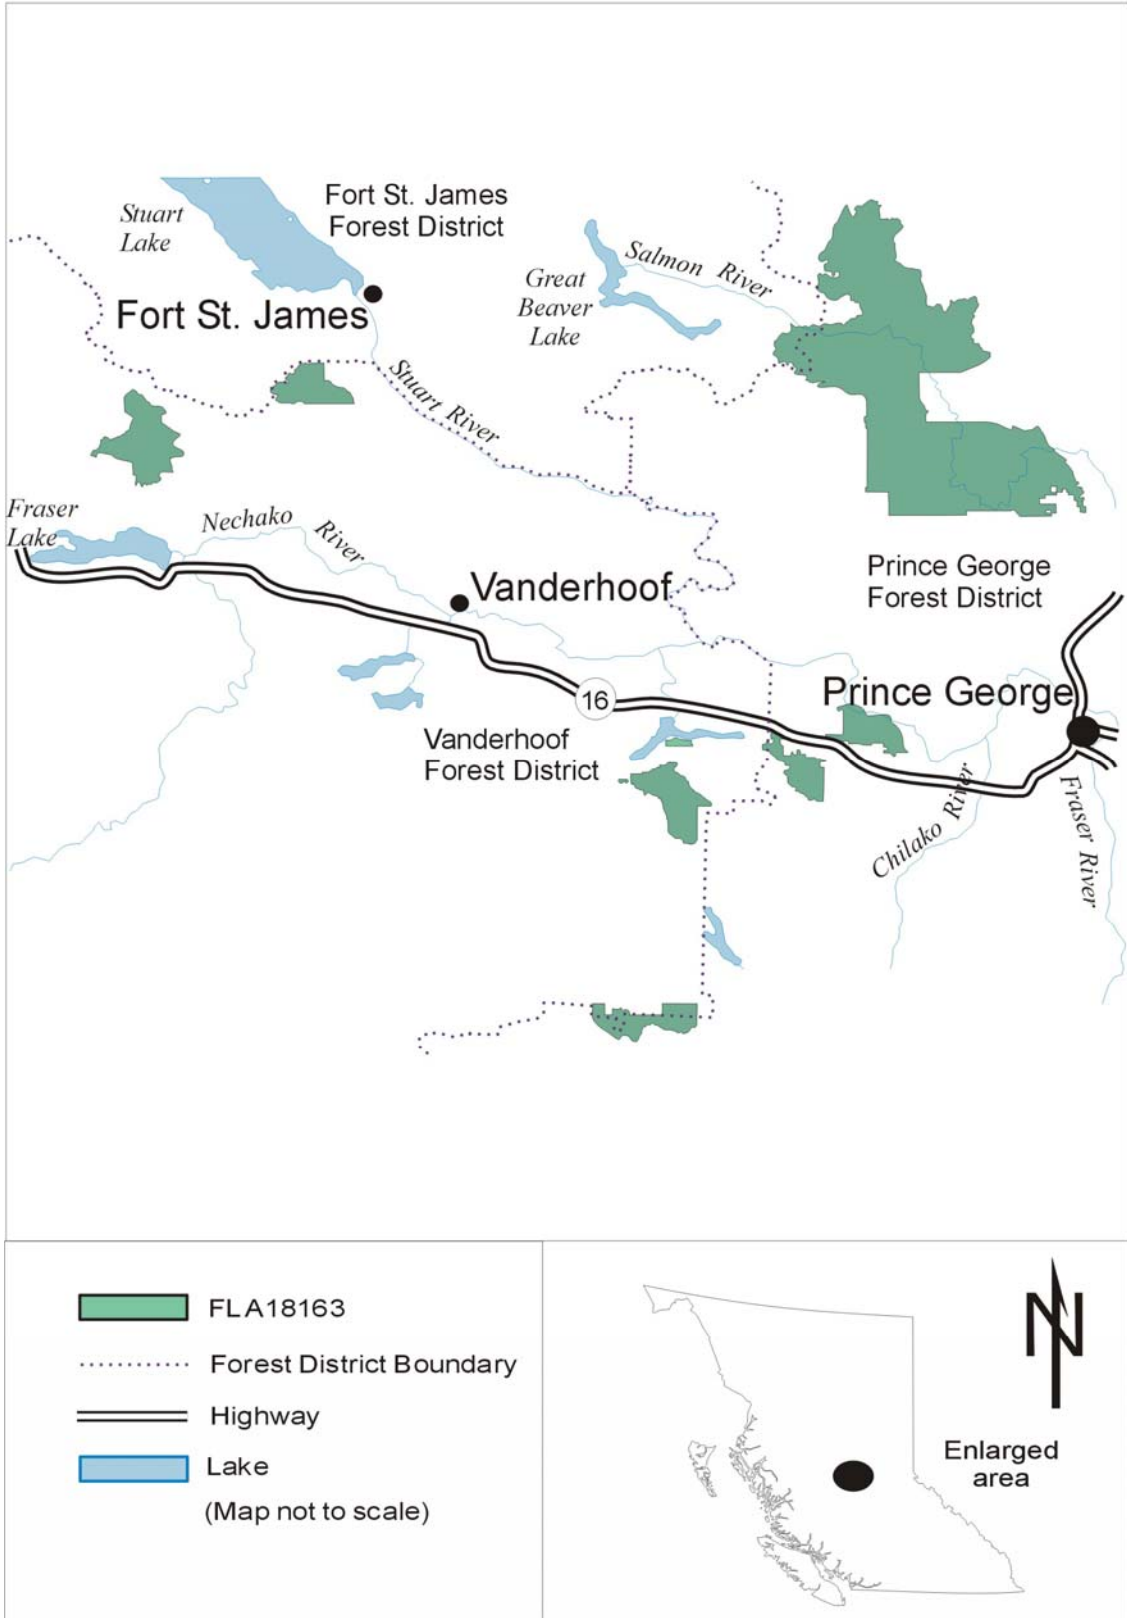 Stuart
Lake
Fort St. James
Forest District
Fort St. James
Great
Beaver
Lake
Salmon River
Stuart River
Fraser
Lake
Nechako River
Vanderhoof
Prince George
Forest District
16
Prince George
Vanderhoof
Forest District
Chilako River
Fraser River
FLA18163
Forest District Boundary
Highway
Lake
(Map not to scale)
N
Enlarged
area